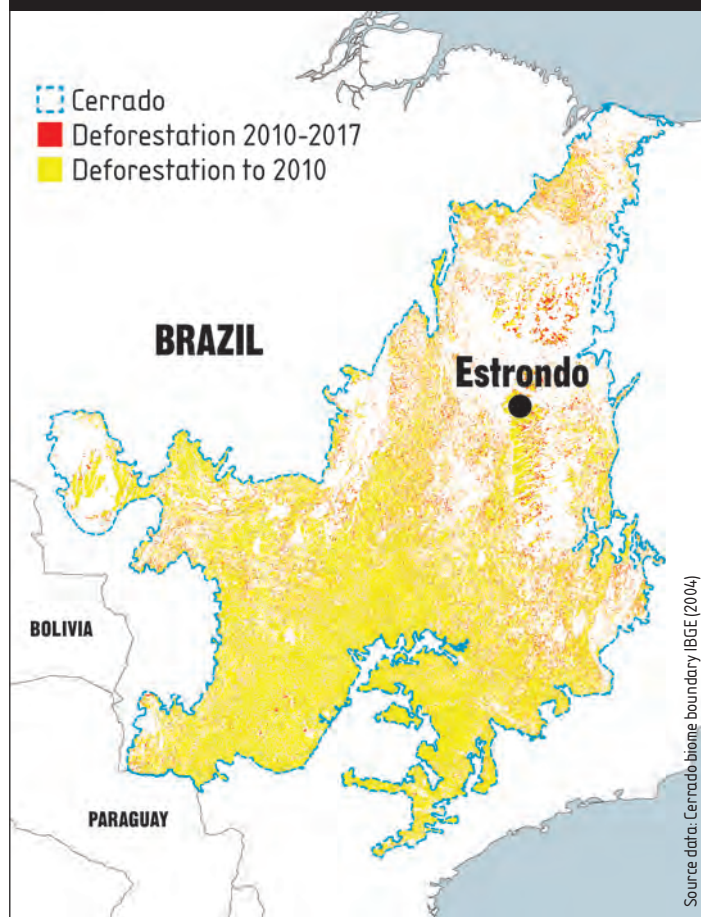 Cerrado
Deforestation 2010-2017
Deforestation to 2010
BRAZIL
Estrondo
BOLIVIA
PARAGUAY
Source data: Cerrado biome boundary IBGE (2004)